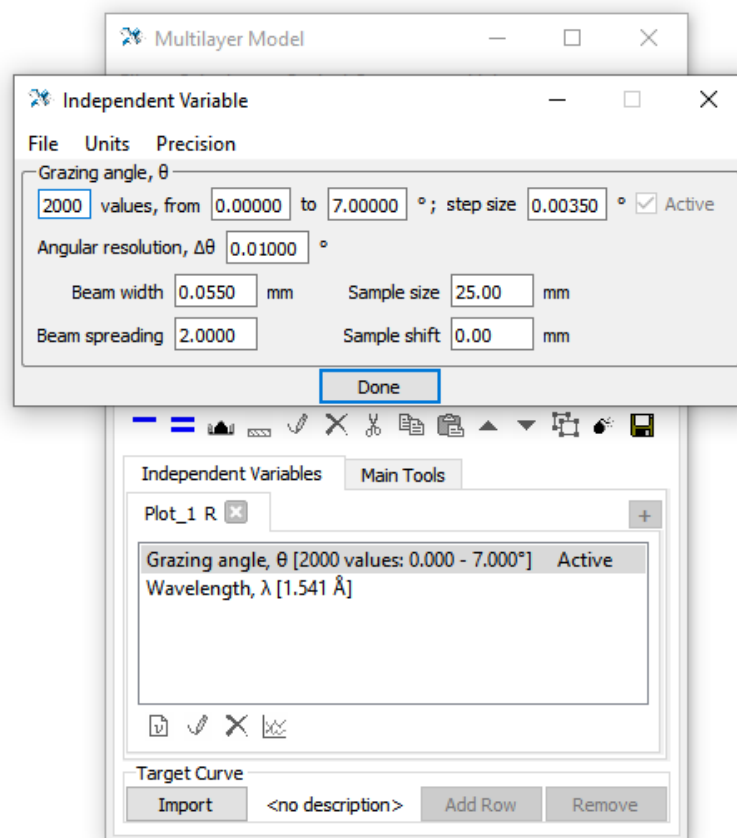 Multilayer Model
Independent Variable
File Units Precision
Grazing angle, θ
2000 values, from 0.00000 to 7.00000 °; step size 0.00350 ° Active
Angular resolution, Δθ 0.01000 °
Beam width 0.0550 mm Sample size 25.00 mm
Beam spreading 2.0000 Sample shift 0.00 mm
Done
Independent Variables Main Tools
Plot_1 R
Grazing angle, θ [2000 values: 0.000 - 7.000°] Active
Wavelength, λ [1.541 Å]
Target Curve
Import <no description> Add Row Remove